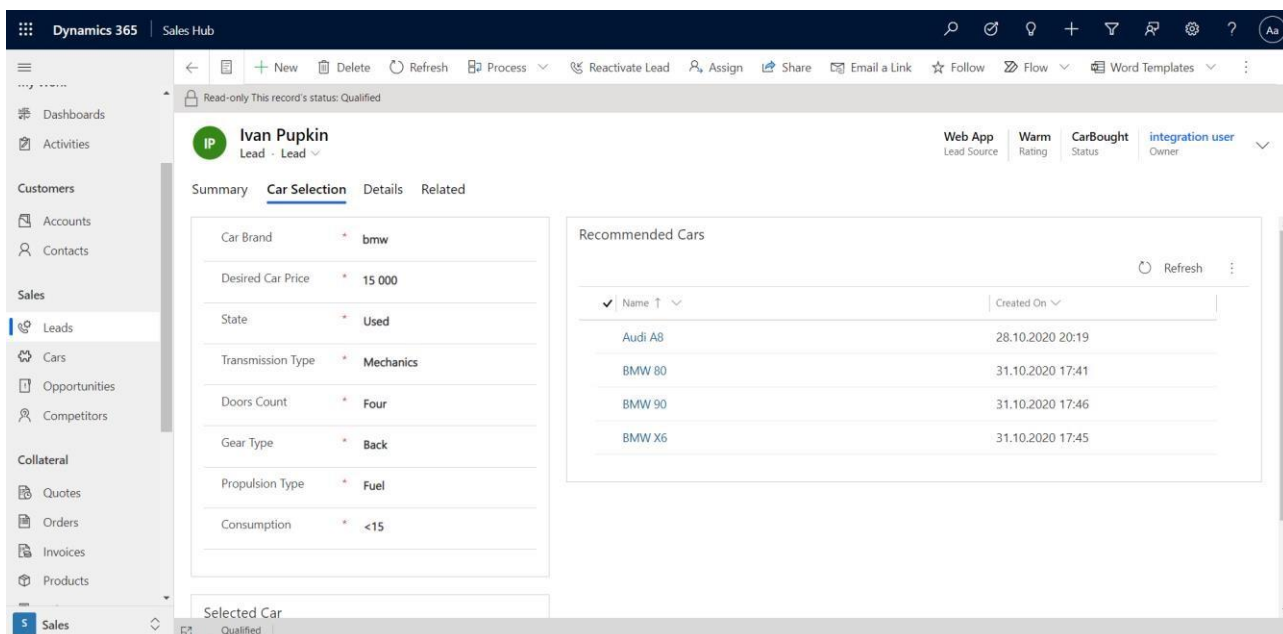 Dynamics 365 Sales Hub Aa
New Delete Refresh Process Reactivate Lead Assign Share Email a Link Follow Flow Word Templates
Read-only This record's status: Qualified
Dashboards
Activities
Customers
Accounts
Contacts
Sales
Leads
Cars
Opportunities
Competitors
Collateral
Quotes
Orders
Invoices
Products
S Sales
IP
Ivan Pupkin
Lead · Lead
Web App Warm CarBought integration user
Lead Source Rating Status Owner
Summary Car Selection Details Related
Car Brand * bmw
Desired Car Price * 15 000
State * Used
Transmission Type * Mechanics
Doors Count * Four
Gear Type * Back
Propulsion Type * Fuel
Consumption * <15
Selected Car
Recommended Cars
Refresh
Name ↑ Created On
Audi A8 28.10.2020 20:19
BMW 80 31.10.2020 17:41
BMW 90 31.10.2020 17:46
BMW X6 31.10.2020 17:45
Qualified